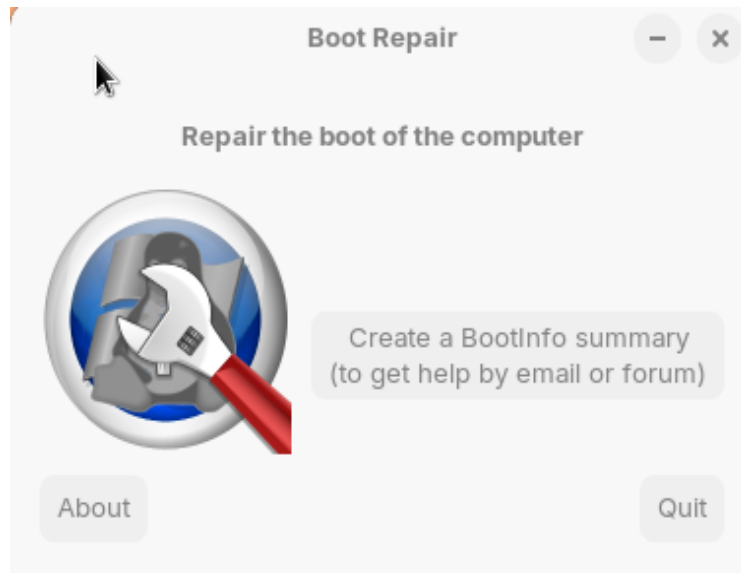 Boot Repair
Repair the boot of the computer
Create a BootInfo summary
(to get help by email or forum)
About
Quit